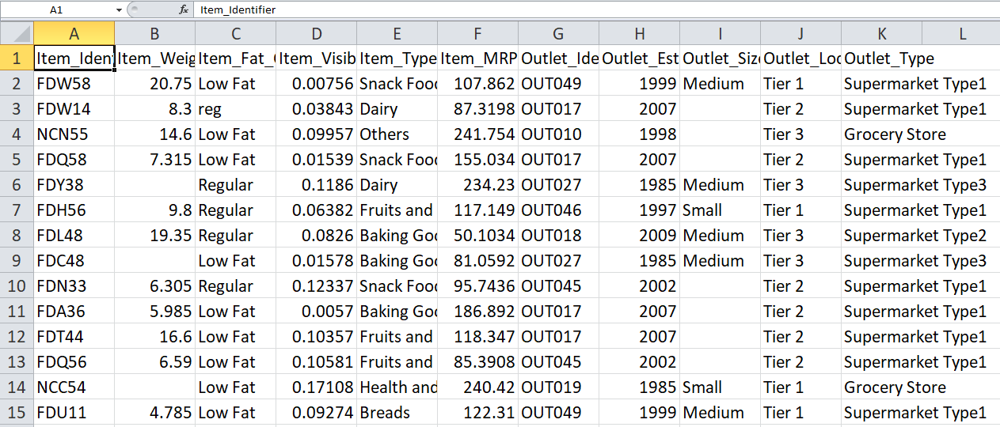 A1 fx Item_Identifier
A B C D E F G H I J K L
1 Item_Iden Item_Weig Item_Fat_C Item_Visib Item_Type Item_MRP Outlet_Ide Outlet_Est Outlet_Size Outlet_Loc Outlet_Type
2 FDW58 20.75 Low Fat 0.00756 Snack Food 107.862 OUT049 1999 Medium Tier 1 Supermarket Type1
3 FDW14 8.3 reg 0.03843 Dairy 87.3198 OUT017 2007 Tier 2 Supermarket Type1
4 NCN55 14.6 Low Fat 0.09957 Others 241.754 OUT010 1998 Tier 3 Grocery Store
5 FDQ58 7.315 Low Fat 0.01539 Snack Food 155.034 OUT017 2007 Tier 2 Supermarket Type1
6 FDY38 Regular 0.1186 Dairy 234.23 OUT027 1985 Medium Tier 3 Supermarket Type3
7 FDH56 9.8 Regular 0.06382 Fruits and 117.149 OUT046 1997 Small Tier 1 Supermarket Type1
8 FDL48 19.35 Regular 0.0826 Baking Goo 50.1034 OUT018 2009 Medium Tier 3 Supermarket Type2
9 FDC48 Low Fat 0.01578 Baking Goo 81.0592 OUT027 1985 Medium Tier 3 Supermarket Type3
10 FDN33 6.305 Regular 0.12337 Snack Food 95.7436 OUT045 2002 Tier 2 Supermarket Type1
11 FDA36 5.985 Low Fat 0.0057 Baking Goo 186.892 OUT017 2007 Tier 2 Supermarket Type1
12 FDT44 16.6 Low Fat 0.10357 Fruits and 118.347 OUT017 2007 Tier 2 Supermarket Type1
13 FDQ56 6.59 Low Fat 0.10581 Fruits and 85.3908 OUT045 2002 Tier 2 Supermarket Type1
14 NCC54 Low Fat 0.17108 Health and 240.42 OUT019 1985 Small Tier 1 Grocery Store
15 FDU11 4.785 Low Fat 0.09274 Breads 122.31 OUT049 1999 Medium Tier 1 Supermarket Type1